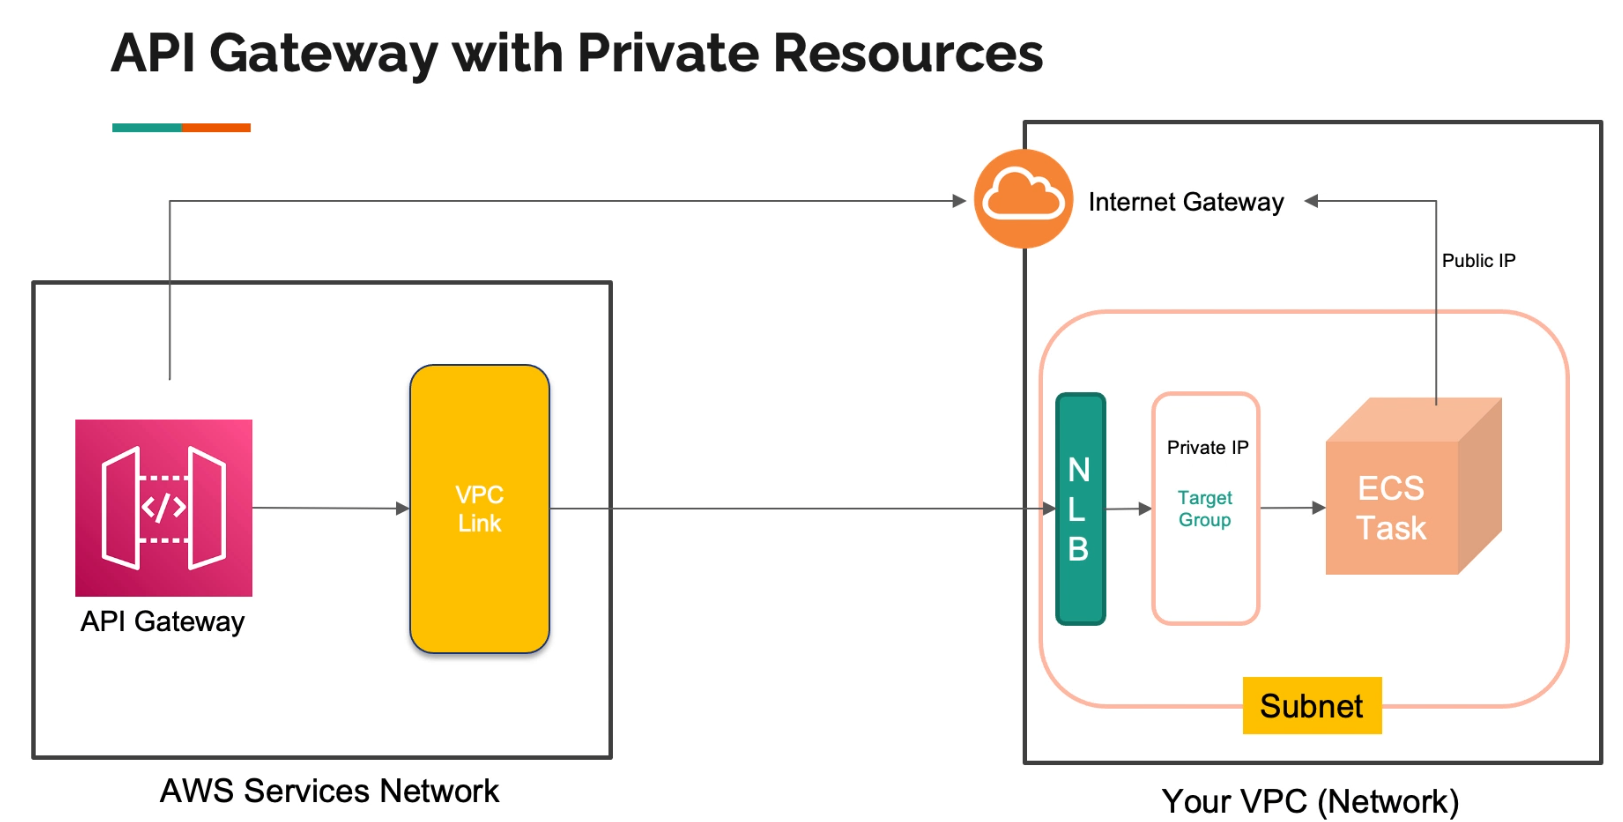 API Gateway with Private Resources
Internet Gateway
Public IP
VPC
Link
N
L
B
Private IP
Target
Group
ECS
Task
API Gateway
Subnet
AWS Services Network
Your VPC (Network)